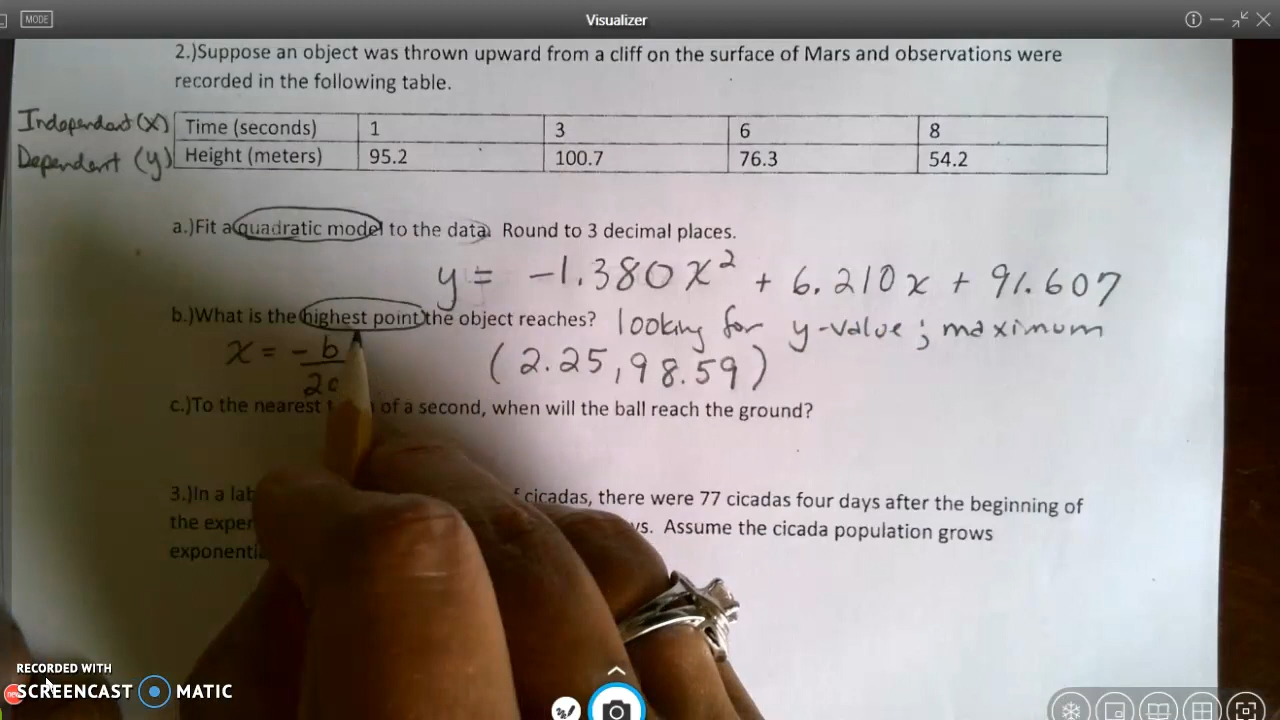 MODE
Visualizer
2.)Suppose an object was thrown upward from a cliff on the surface of Mars and observations were
recorded in the following table.
Independent (x) Time (seconds) 1 3 6 8
Dependent (y) Height (meters) 95.2 100.7 76.3 54.2
a.)Fit a quadratic model to the data. Round to 3 decimal places.
y = -1.380x² + 6.210x + 91.607
b.)What is the highest point the object reaches? looking for y-value; maximum
x = -b
2a
(2.25, 98.59)
c.)To the nearest of a second, when will the ball reach the ground?
3.)In a of cicadas, there were 77 cicadas four days after the beginning of
the Assume the cicada population grows
RECORDED WITH
SCREENCAST MATIC